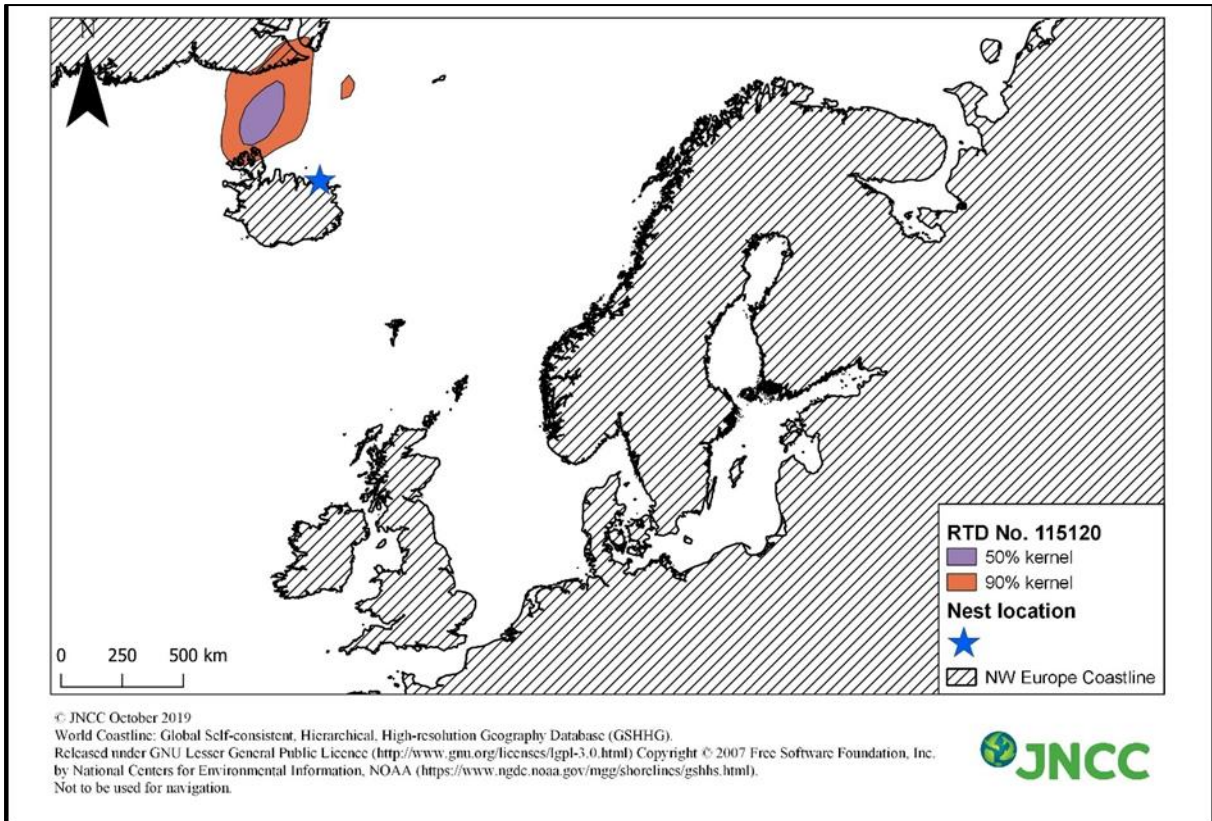 N
RTD No. 115120
50% kernel
90% kernel
Nest location
NW Europe Coastline
0 250 500 km
© JNCC October 2019
World Coastline: Global Self-consistent, Hierarchical, High-resolution Geography Database (GSHHG).
Released under GNU Lesser General Public Licence (http://www.gnu.org/licenses/lgpl-3.0.html) Copyright © 2007 Free Software Foundation, Inc.
by National Centers for Environmental Information, NOAA (https://www.ngdc.noaa.gov/mgg/shorelines/gshhs.html).
Not to be used for navigation.
JNCC